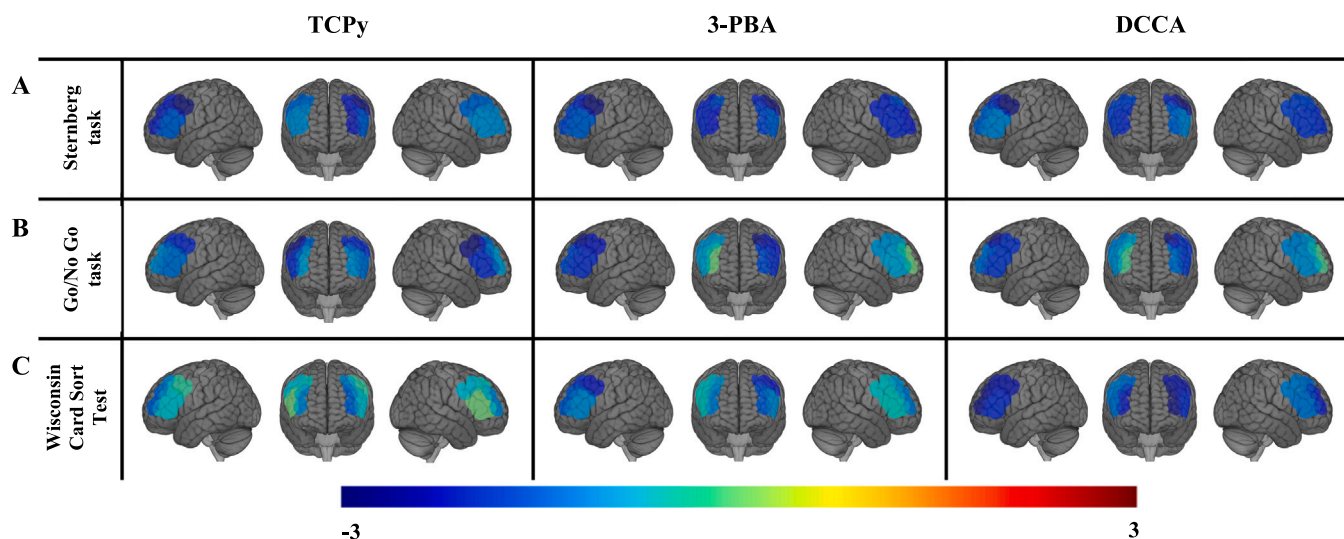 TCPy 3-PBA DCCA
A
Sternberg
task
B
Go/No Go
task
C
Wisconsin
Card Sort
Test
-3 3